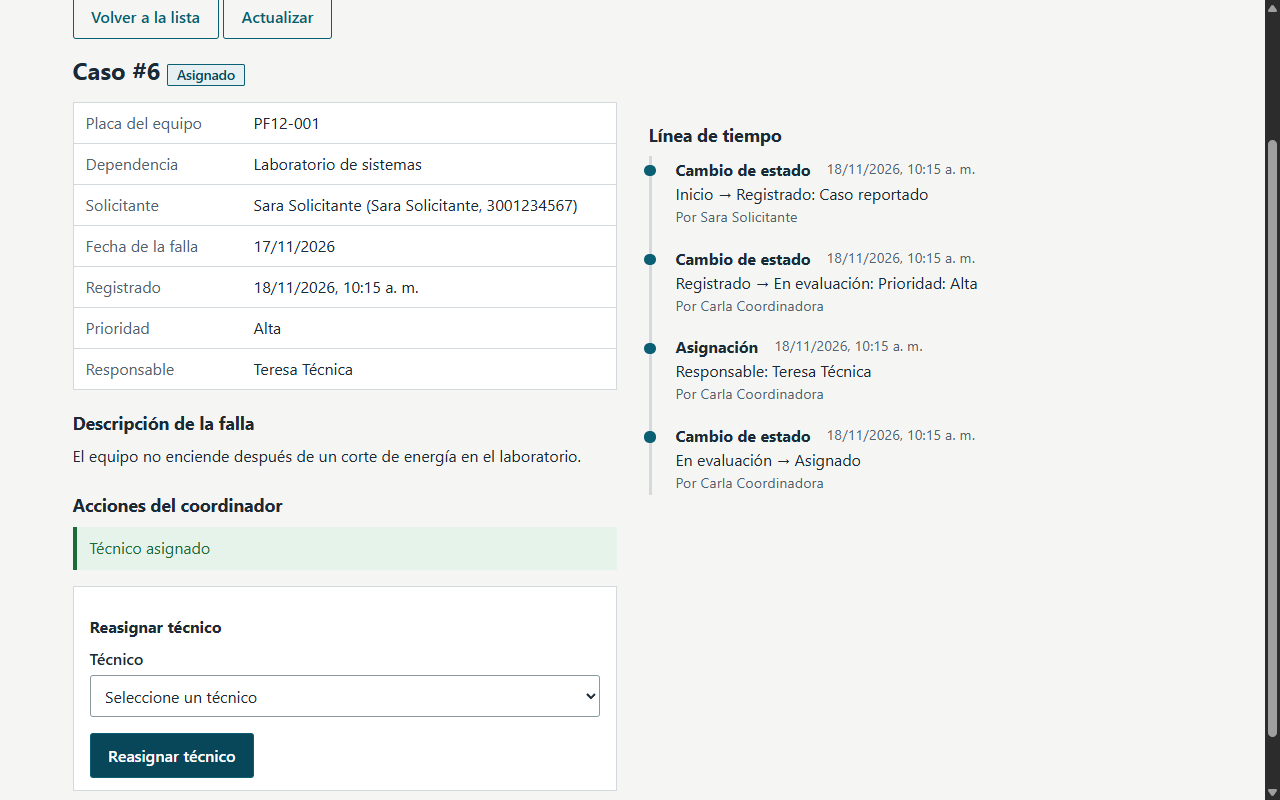 Volver a la lista
Actualizar
Caso #6
Asignado
Placa del equipo PF12-001
Dependencia Laboratorio de sistemas
Solicitante Sara Solicitante (Sara Solicitante, 3001234567)
Fecha de la falla 17/11/2026
Registrado 18/11/2026, 10:15 a. m.
Prioridad Alta
Responsable Teresa Técnica
Descripción de la falla
El equipo no enciende después de un corte de energía en el laboratorio.
Acciones del coordinador
Técnico asignado
Reasignar técnico
Técnico
Seleccione un técnico
Reasignar técnico
Línea de tiempo
Cambio de estado 18/11/2026, 10:15 a. m.
Inicio → Registrado: Caso reportado
Por Sara Solicitante
Cambio de estado 18/11/2026, 10:15 a. m.
Registrado → En evaluación: Prioridad: Alta
Por Carla Coordinadora
Asignación 18/11/2026, 10:15 a. m.
Responsable: Teresa Técnica
Por Carla Coordinadora
Cambio de estado 18/11/2026, 10:15 a. m.
En evaluación → Asignado
Por Carla Coordinadora